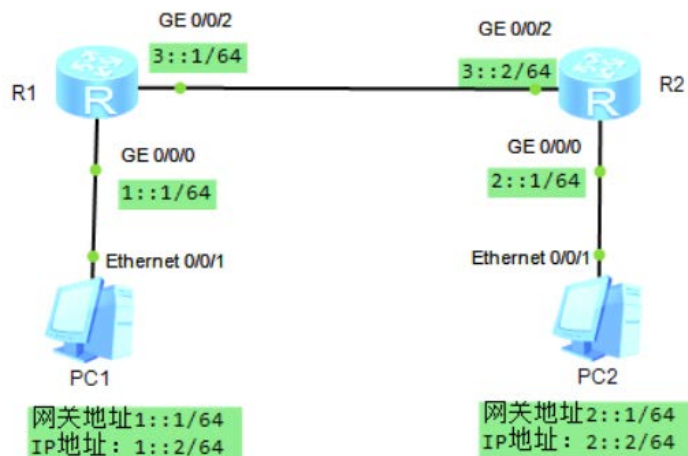 GE 0/0/2
GE 0/0/2
3::1/64
3::2/64
R1
R
R
R2
GE 0/0/0
GE 0/0/0
1::1/64
2::1/64
Ethernet 0/0/1
Ethernet 0/0/1
PC1
PC2
网关地址1::1/64
IP地址：1::2/64
网关地址2::1/64
IP地址：2::2/64